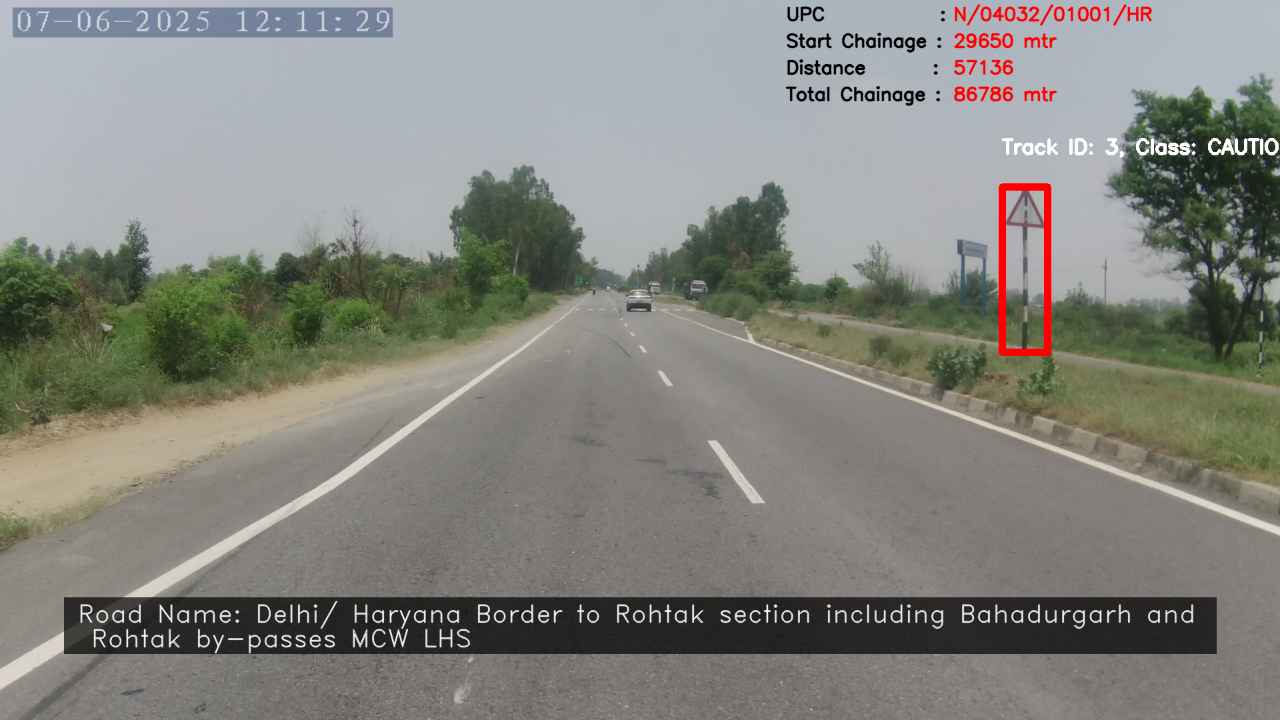 07-06-2025 12:11:29
UPC : N/04032/01001/HR
Start Chainage : 29650 mtr
Distance : 57136
Total Chainage : 86786 mtr
Track ID: 3, Class: CAUTIO
Road Name: Delhi/ Haryana Border to Rohtak section including Bahadurgarh and
Rohtak by-passes MCW LHS